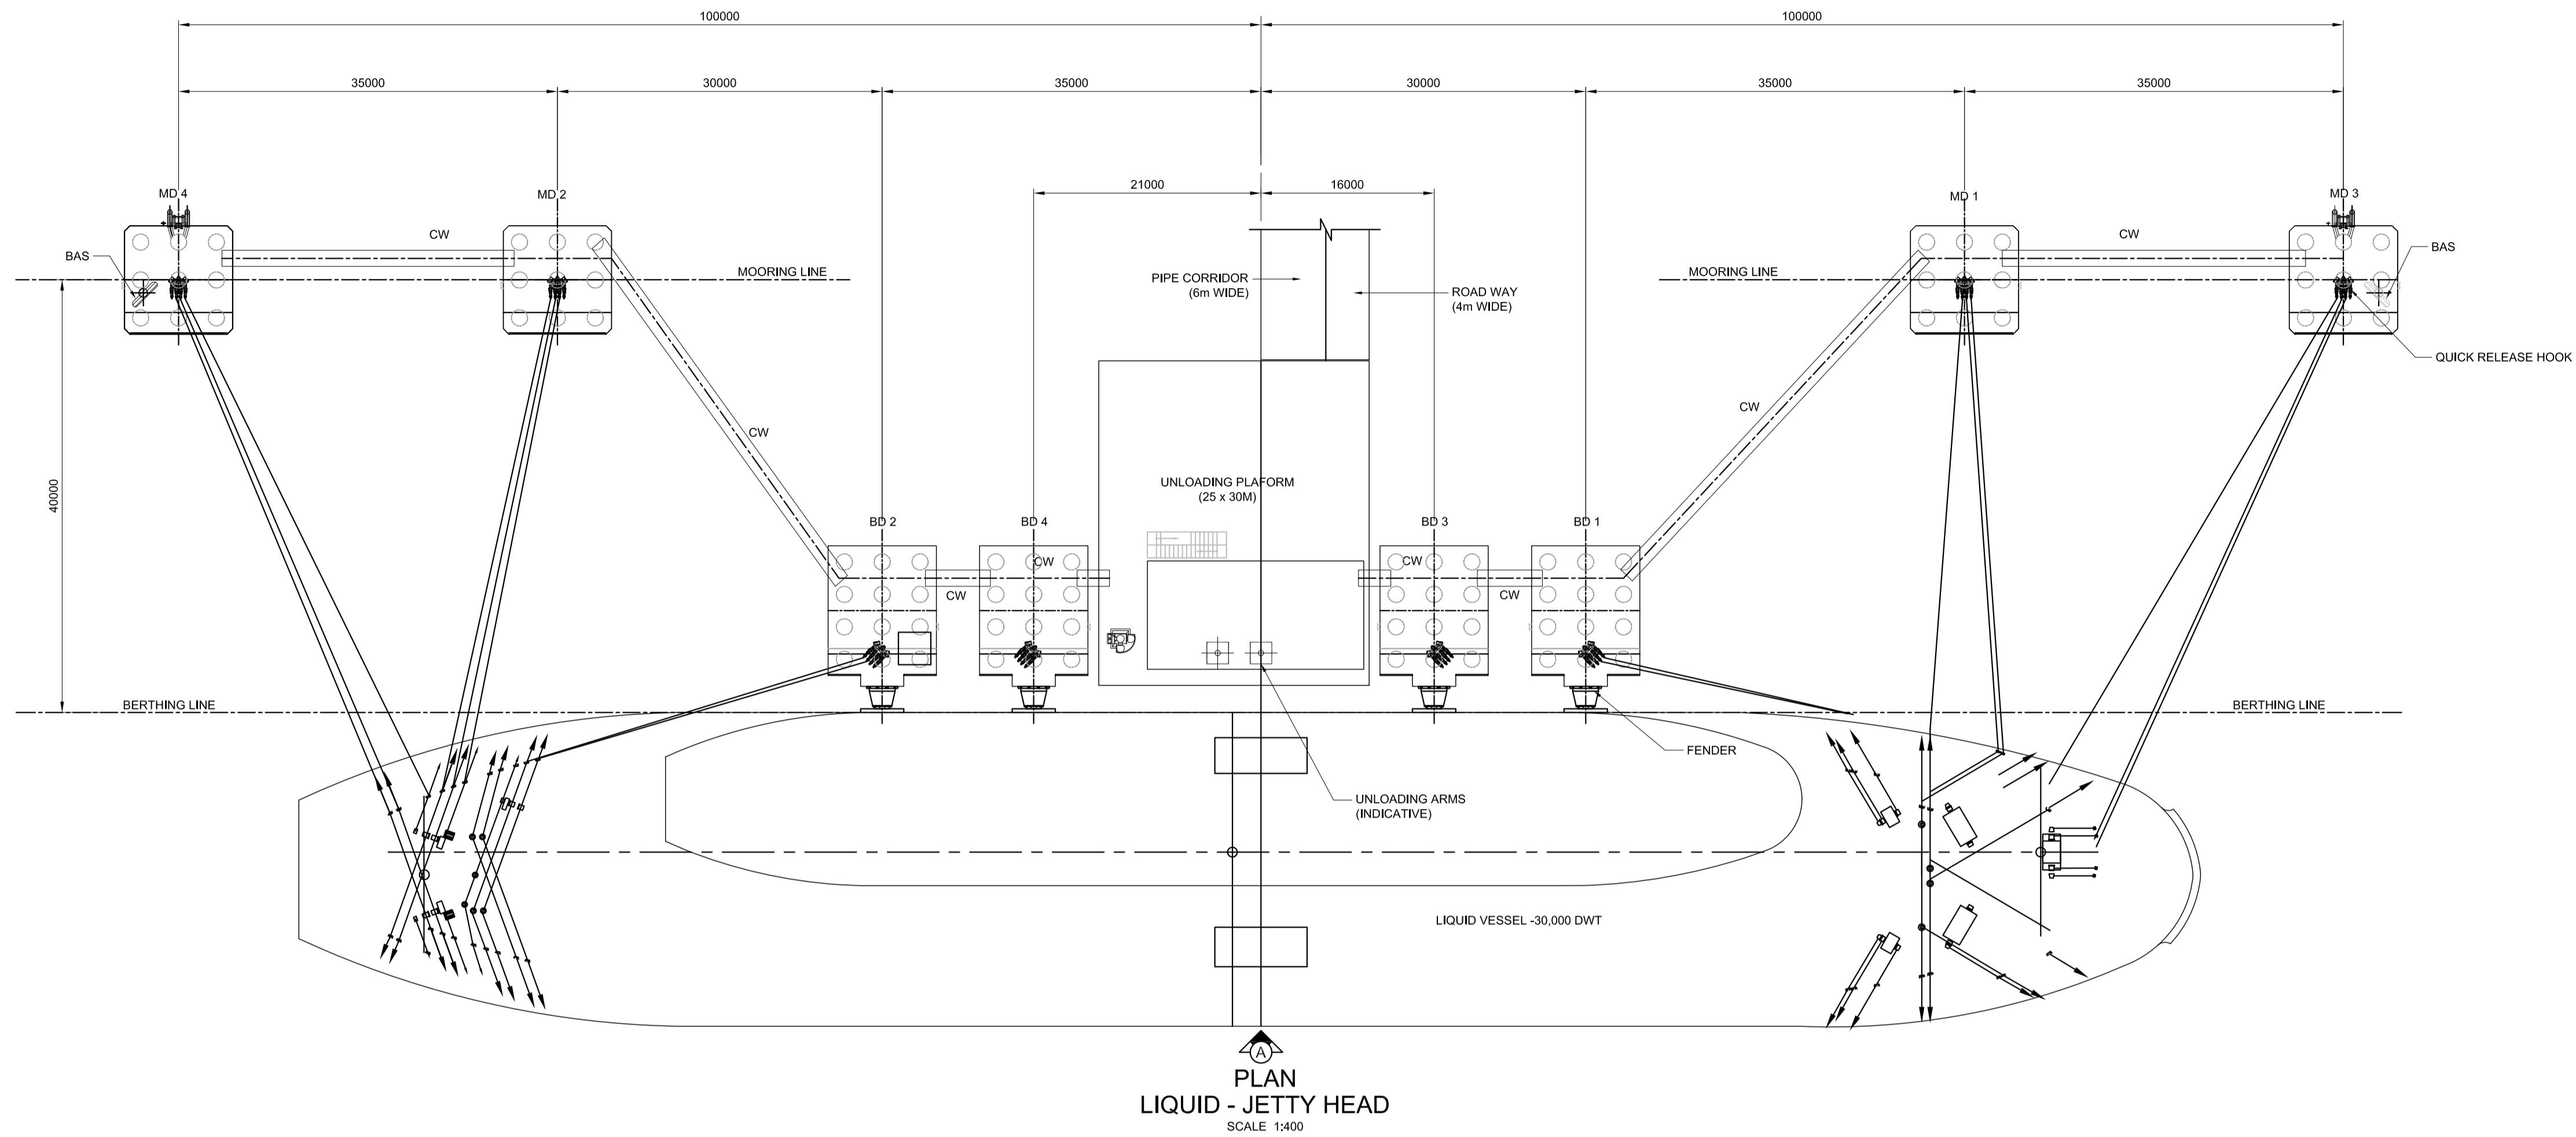 100000
100000
35000
30000
35000
30000
35000
35000
MD 4
MD 2
21000
16000
MD 1
MD 3
CW
CW
BAS
BAS
MOORING LINE
MOORING LINE
PIPE CORRIDOR
(6m WIDE)
ROAD WAY
(4m WIDE)
QUICK RELEASE HOOK
CW
CW
40000
UNLOADING PLAFORM
(25 x 30M)
BD 2
BD 4
BD 3
BD 1
CW
CW
CW
CW
BERTHING LINE
BERTHING LINE
FENDER
UNLOADING ARMS
(INDICATIVE)
LIQUID VESSEL -30,000 DWT
A
PLAN
LIQUID - JETTY HEAD
SCALE 1:400